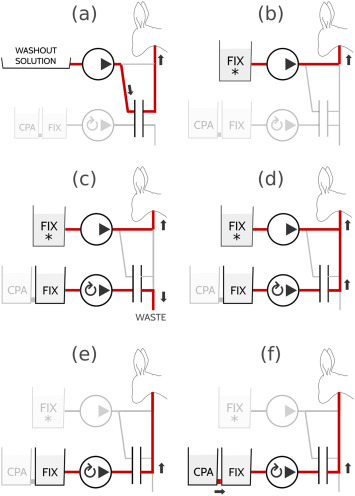 (a)
WASHOUT
SOLUTION
CPA FIX
(b)
FIX
*
CPA FIX
(c)
FIX
*
CPA FIX
WASTE
(d)
FIX
*
CPA FIX
(e)
FIX
*
CPA FIX
(f)
FIX
*
CPA FIX